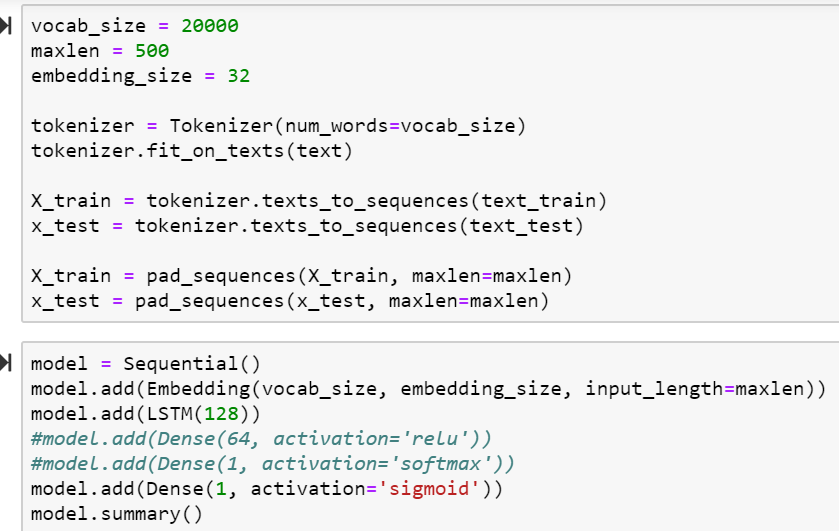 vocab_size = 20000
maxlen = 500
embedding_size = 32
tokenizer = Tokenizer(num_words=vocab_size)
tokenizer.fit_on_texts(text)
X_train = tokenizer.texts_to_sequences(text_train)
x_test = tokenizer.texts_to_sequences(text_test)
X_train = pad_sequences(X_train, maxlen=maxlen)
x_test = pad_sequences(x_test, maxlen=maxlen)
model = Sequential()
model.add(Embedding(vocab_size, embedding_size, input_length=maxlen))
model.add(LSTM(128))
#model.add(Dense(64, activation='relu'))
#model.add(Dense(1, activation='softmax'))
model.add(Dense(1, activation='sigmoid'))
model.summary()